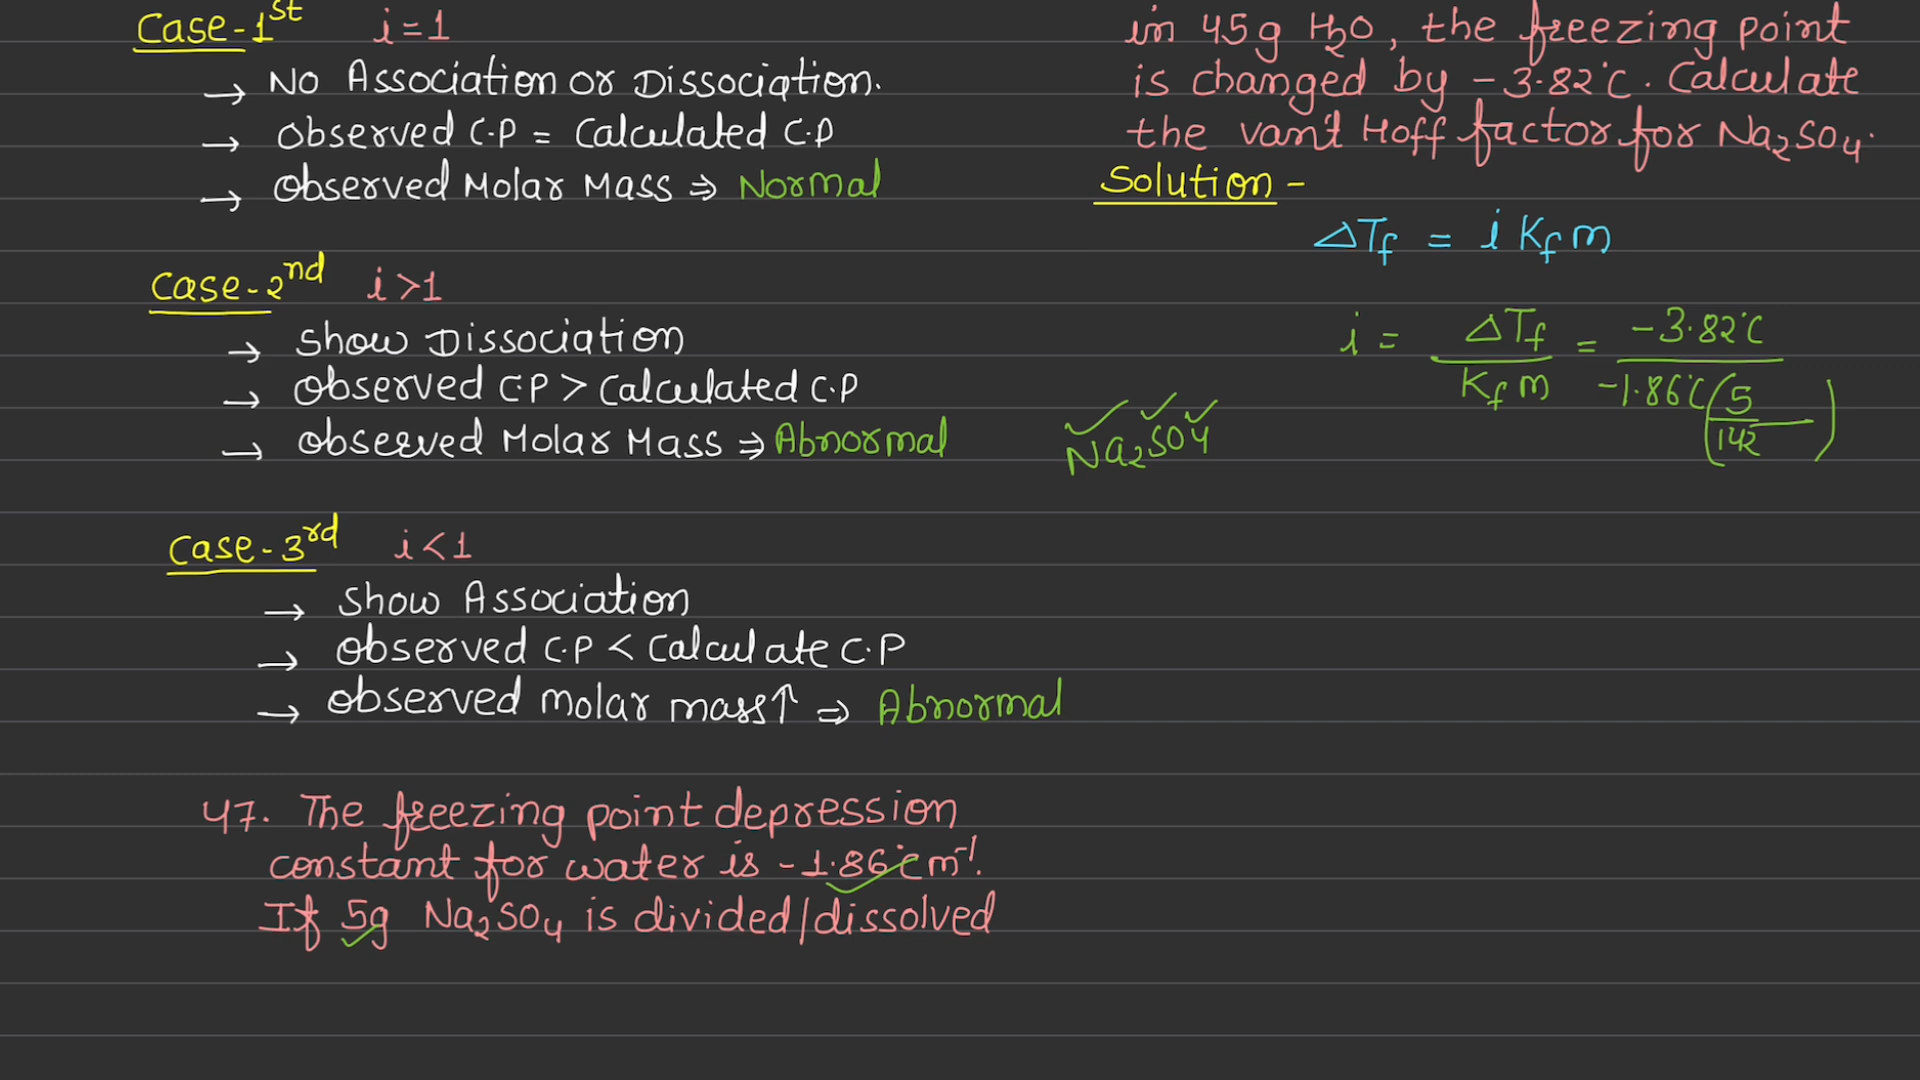 Case-1st i=1
→ No Association or Dissociation.
→ Observed C.P = Calculated C.P
→ Observed Molar Mass ⇒ Normal
Case-2nd i>1
→ Show Dissociation
→ Observed C.P > Calculated C.P
→ Observed Molar Mass ⇒ Abnormal
Case-3rd i<1
→ Show Association
→ Observed C.P < Calculate C.P
→ Observed molar mass↑ ⇒ Abnormal
47. The freezing point depression
constant for water is -1.86°C m⁻¹.
If 5g Na₂SO₄ is divided/dissolved
in 45g H₂O, the freezing point
is changed by -3.82°C. Calculate
the van't Hoff factor for Na₂SO₄.
Solution -
ΔTf = i Kf m
i = ΔTf / Kf m = -3.82°C / -1.86°C (5/142)
Na₂SO₄